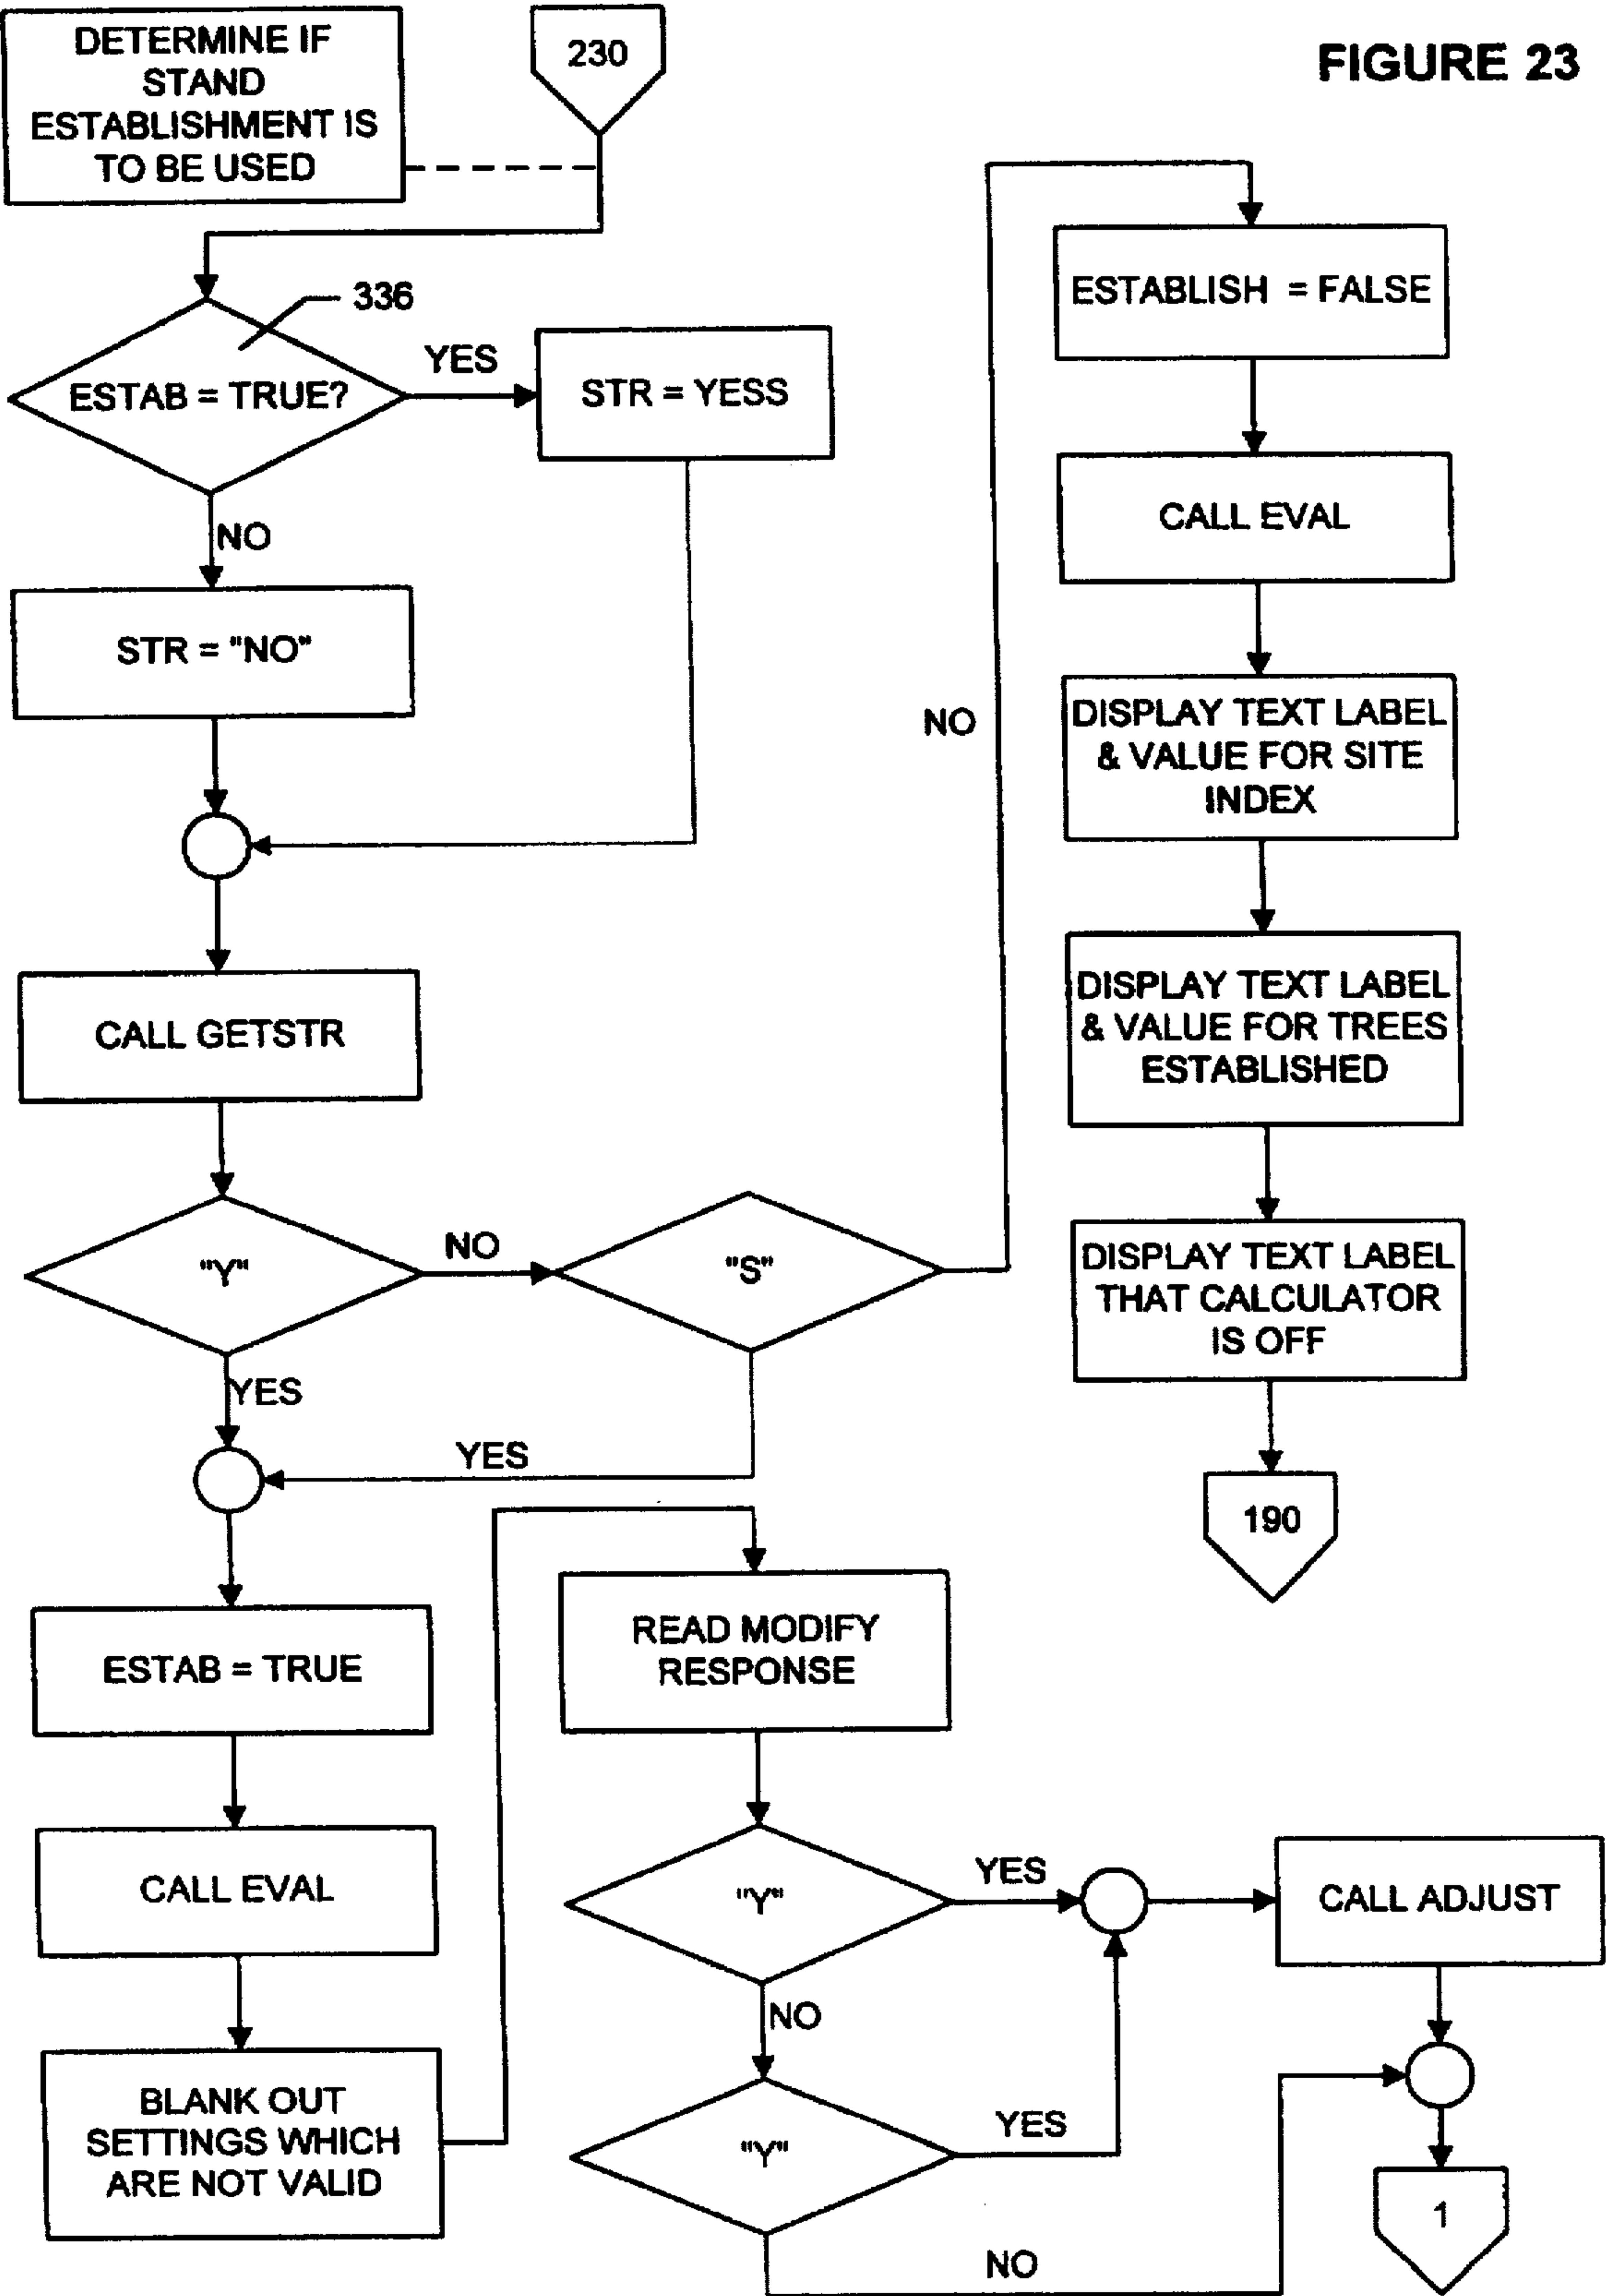 FIGURE 23
DETERMINE IF
STAND
ESTABLISHMENT IS
TO BE USED
230
336
ESTAB = TRUE?
YES
STR = YESS
NO
STR = "NO"
CALL GETSTR
"Y"
NO
"S"
NO
YES
YES
ESTAB = TRUE
CALL EVAL
BLANK OUT
SETTINGS WHICH
ARE NOT VALID
READ MODIFY
RESPONSE
"Y"
YES
NO
"Y"
YES
NO
CALL ADJUST
1
ESTABLISH = FALSE
CALL EVAL
DISPLAY TEXT LABEL
& VALUE FOR SITE
INDEX
DISPLAY TEXT LABEL
& VALUE FOR TREES
ESTABLISHED
DISPLAY TEXT LABEL
THAT CALCULATOR
IS OFF
190